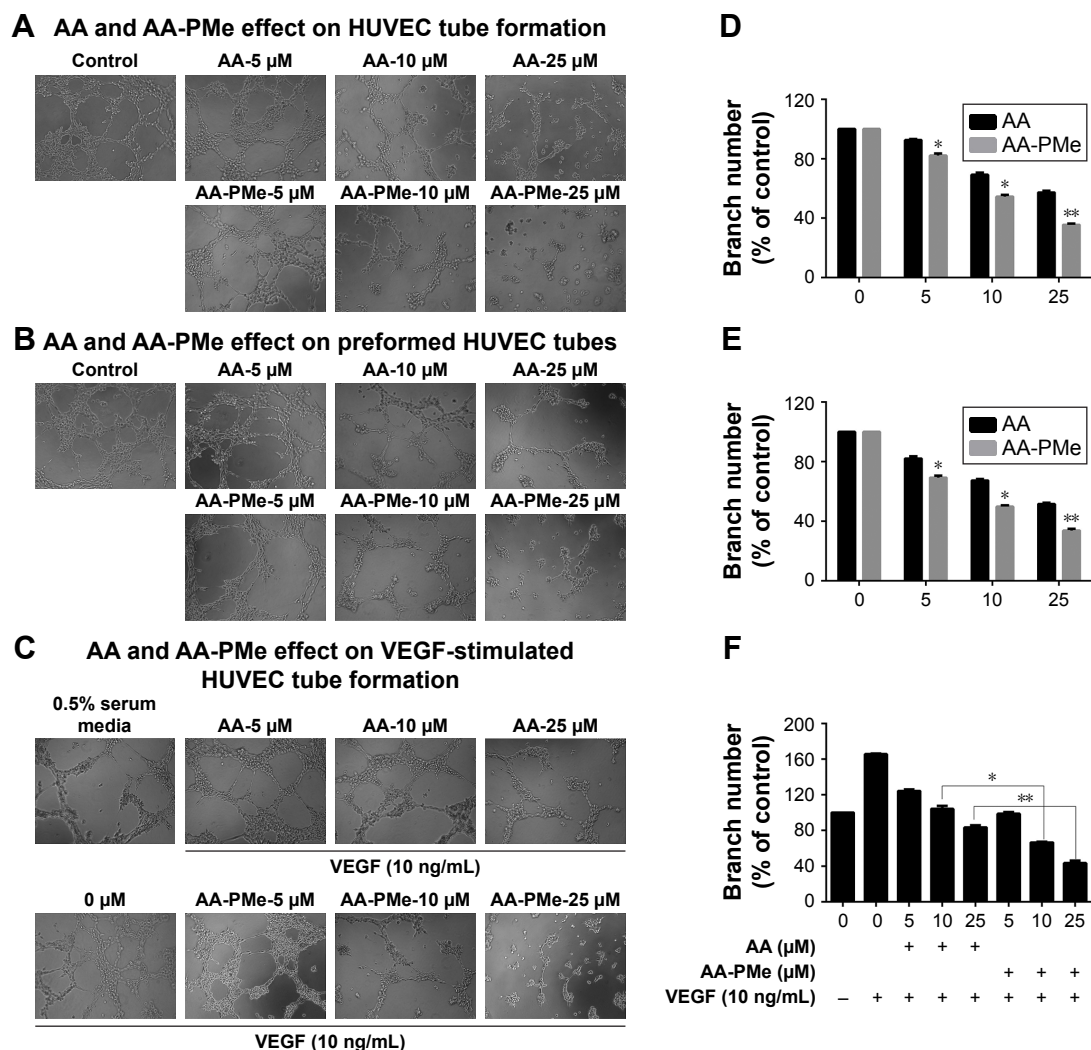 A AA and AA-PMe effect on HUVEC tube formation
Control AA-5 μM AA-10 μM AA-25 μM
AA-PMe-5 μM AA-PMe-10 μM AA-PMe-25 μM
B AA and AA-PMe effect on preformed HUVEC tubes
Control AA-5 μM AA-10 μM AA-25 μM
AA-PMe-5 μM AA-PMe-10 μM AA-PMe-25 μM
C AA and AA-PMe effect on VEGF-stimulated
HUVEC tube formation
0.5% serum
media AA-5 μM AA-10 μM AA-25 μM
VEGF (10 ng/mL)
0 μM AA-PMe-5 μM AA-PMe-10 μM AA-PMe-25 μM
VEGF (10 ng/mL)
D
Branch number
(% of control)
120
80
40
0
AA
AA-PMe
* * **
0 5 10 25
E
Branch number
(% of control)
120
80
40
0
AA
AA-PMe
* * **
0 5 10 25
F
Branch number
(% of control)
200
160
120
80
40
0
*
**
0 0 5 10 25 5 10 25
AA (μM) + + +
AA-PMe (μM) + + +
VEGF (10 ng/mL) – + + + + + + +